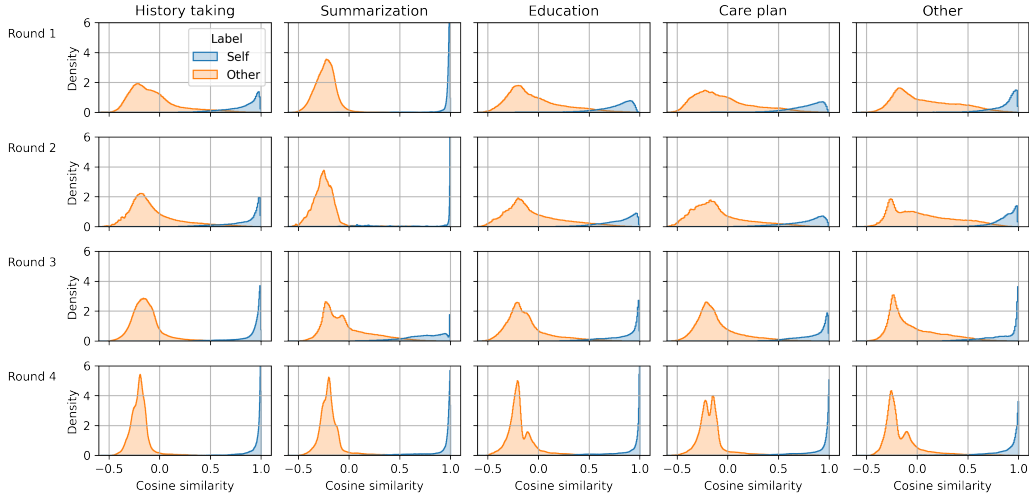 History taking Summarization Education Care plan Other
Round 1
Density
6
4
2
0
Label
Self
Other
Round 2
Density
6
4
2
0
Round 3
Density
6
4
2
0
Round 4
Density
6
4
2
0
−0.5 0.0 0.5 1.0 −0.5 0.0 0.5 1.0 −0.5 0.0 0.5 1.0 −0.5 0.0 0.5 1.0 −0.5 0.0 0.5 1.0
Cosine similarity Cosine similarity Cosine similarity Cosine similarity Cosine similarity